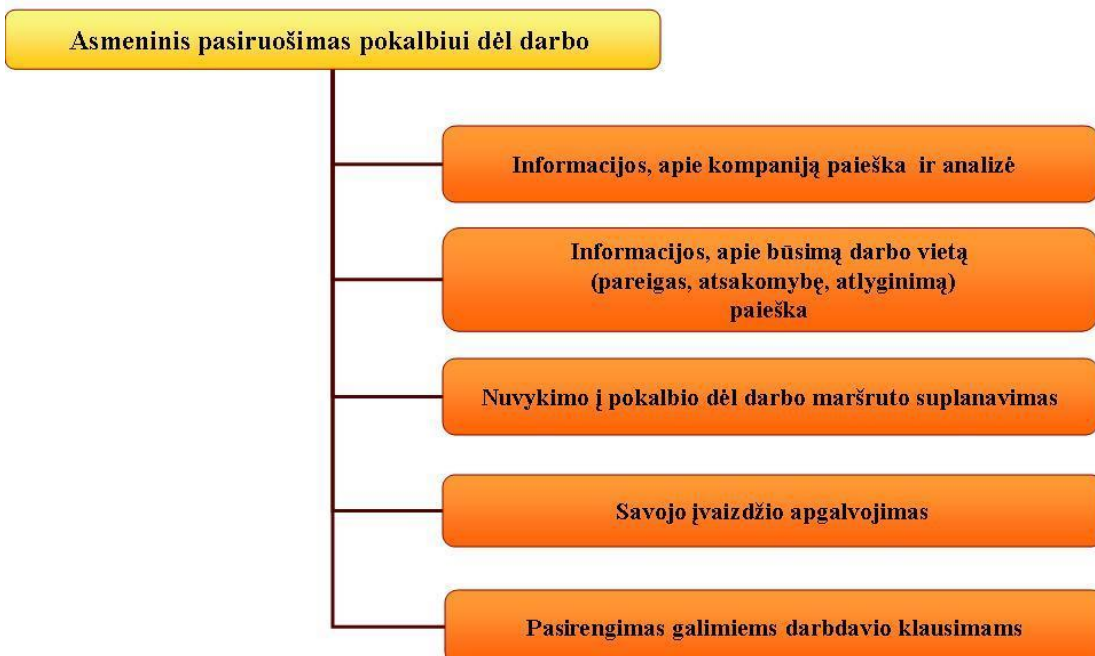 Asmeninis pasiruošimas pokalbiui dėl darbo
Informacijos, apie kompaniją paieška ir analizė
Informacijos, apie būsimą darbo vietą
(pareigas, atsakomybę, atlyginimą)
paieška
Nuvykimo į pokalbio dėl darbo maršruto suplanavimas
Savojo įvaizdžio apgalvojimas
Pasirengimas galimiems darbdavio klausimams